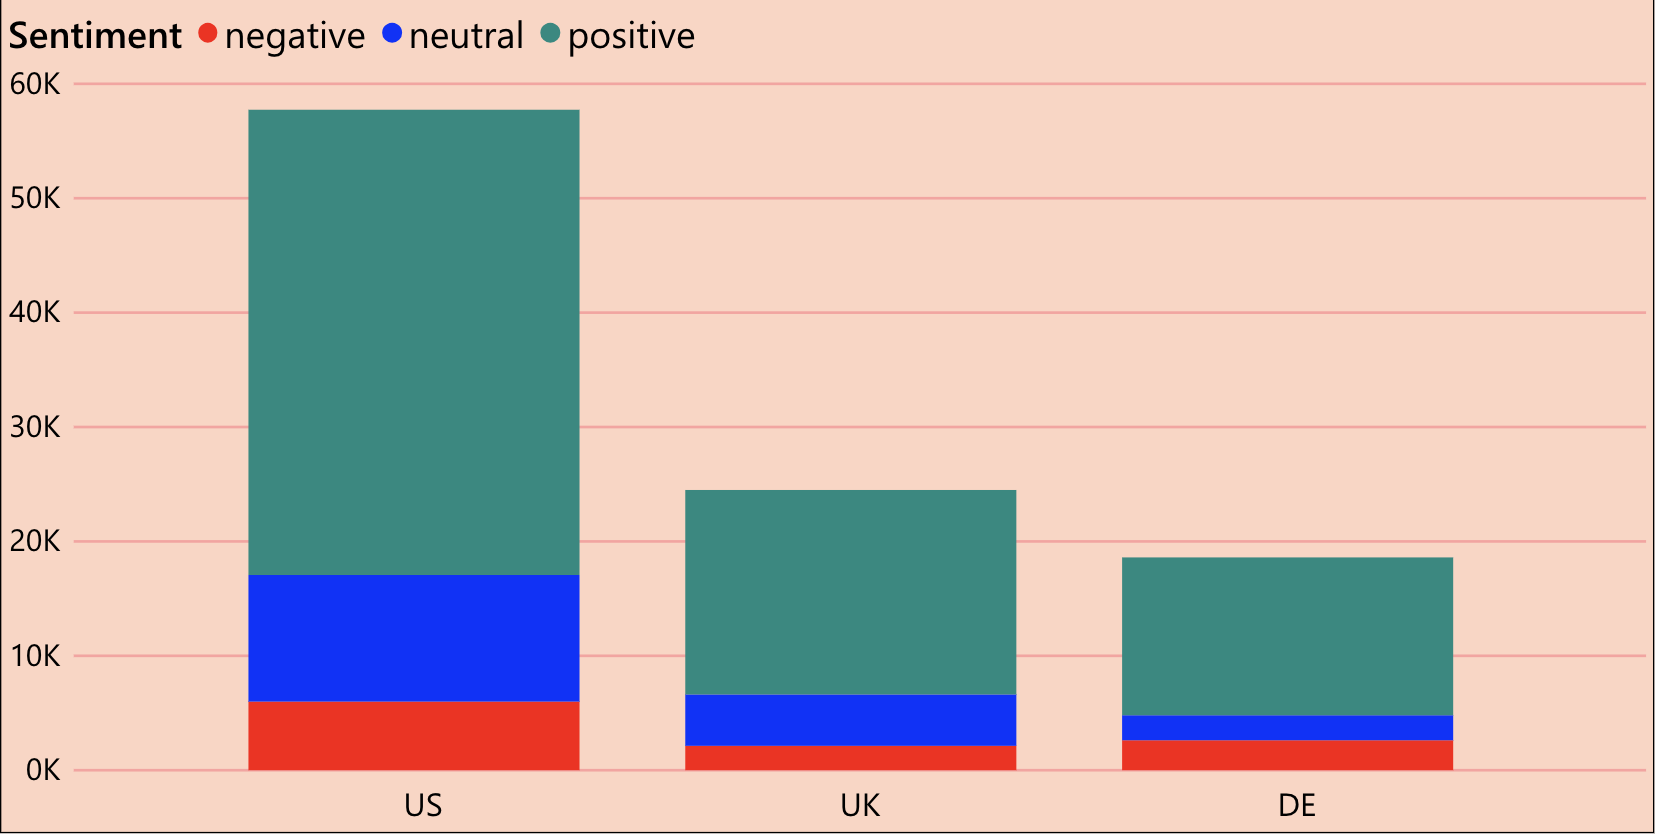 Sentiment negative neutral positive
60K
50K
40K
30K
20K
10K
0K
US UK DE